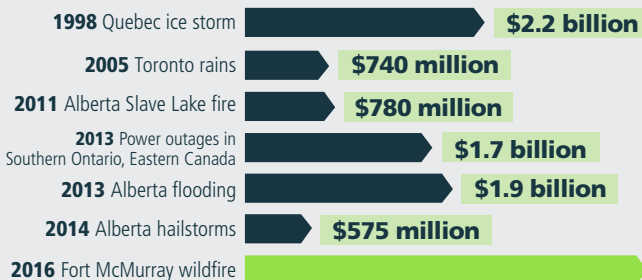 1998 Quebec ice storm $2.2 billion
2005 Toronto rains $740 million
2011 Alberta Slave Lake fire $780 million
2013 Power outages in
Southern Ontario, Eastern Canada $1.7 billion
2013 Alberta flooding $1.9 billion
2014 Alberta hailstorms $575 million
2016 Fort McMurray wildfire